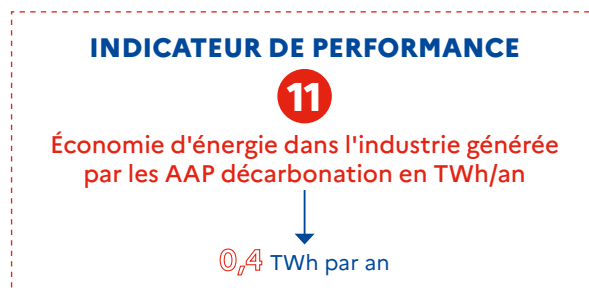 INDICATEUR DE PERFORMANCE
11
Économie d'énergie dans l'industrie générée
par les AAP décarbonation en TWh/an
0,4 TWh par an